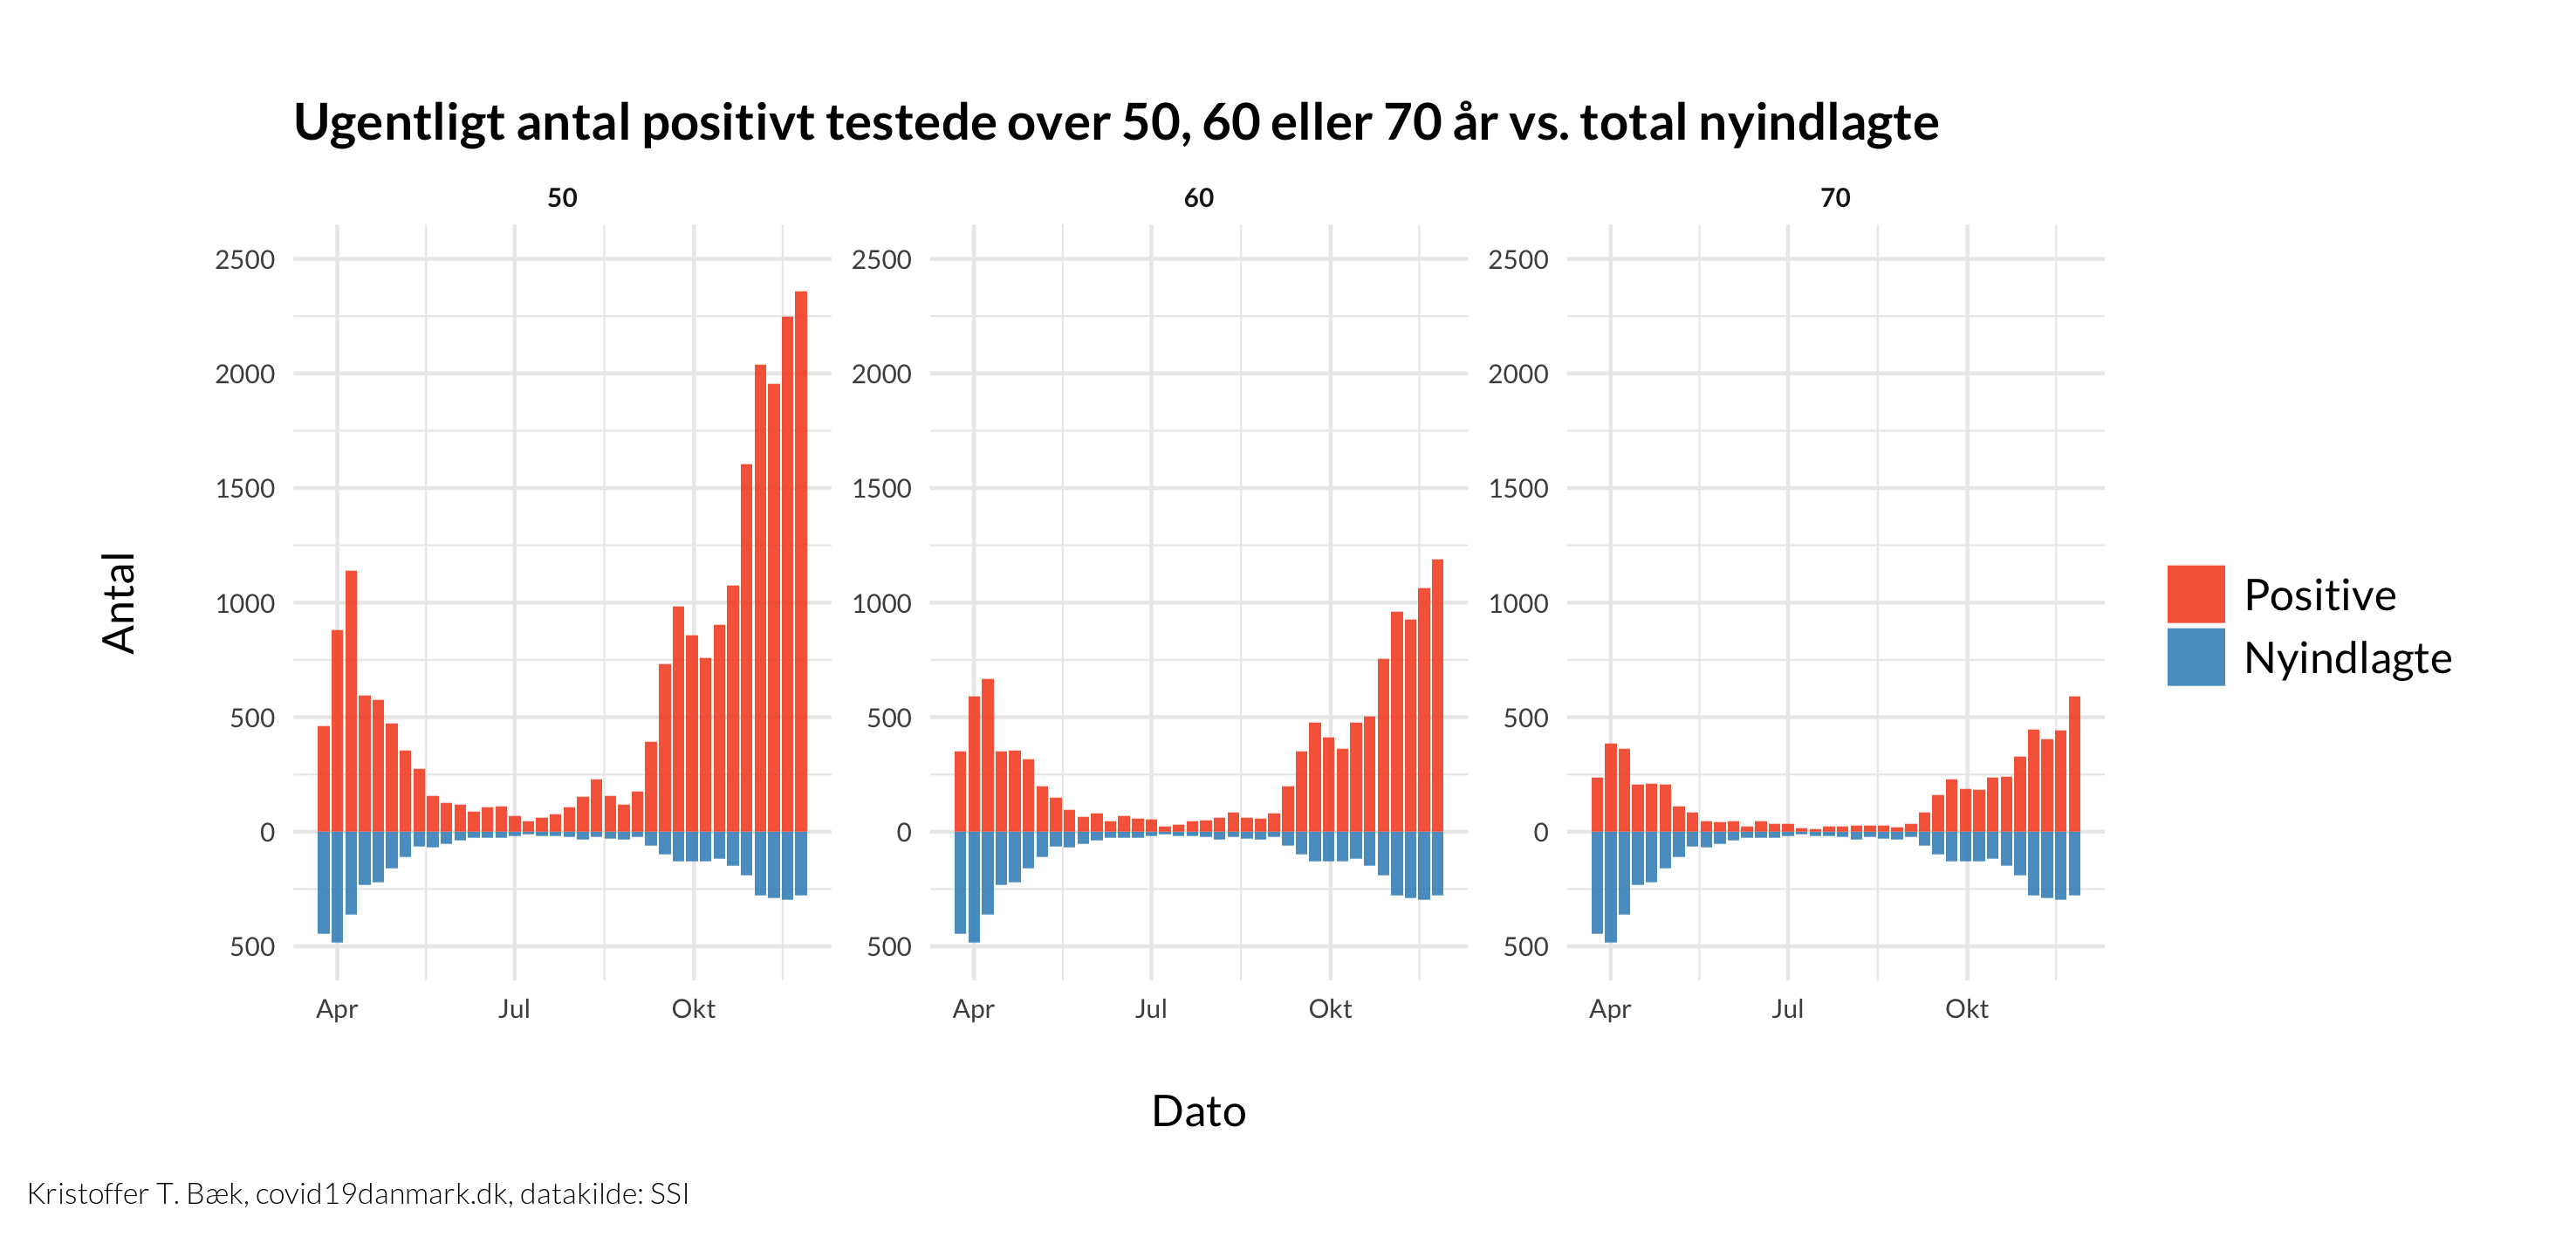 Ugentligt antal positivt testede over 50, 60 eller 70 år vs. total nyindlagte
50
60
70
2500
2000
1500
1000
500
0
500
2500
2000
1500
1000
500
0
500
2500
2000
1500
1000
500
0
500
Antal
Apr
Jul
Okt
Apr
Jul
Okt
Apr
Jul
Okt
Dato
Positive
Nyindlagte
Kristoffer T. Bæk, covid19danmark.dk, datakilde: SSI